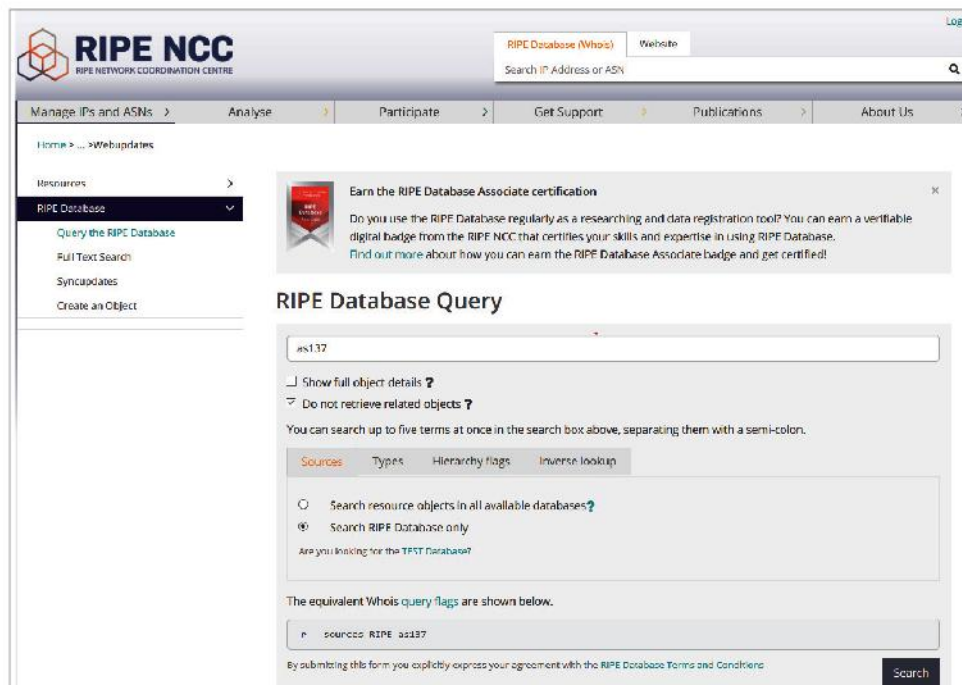 Log
RIPE NCC
RIPE NETWORK COORDINATION CENTRE
RIPE Database (Whois) Website
Search IP Address or ASN
Manage IPs and ASNs > Analyse > Participate > Get Support > Publications > About Us
Home > ... >Webupdates
Resources >
RIPE Database
Query the RIPE Database
Full Text Search
Syncupdates
Create an Object
Earn the RIPE Database Associate certification ×
Do you use the RIPE Database regularly as a researching and data registration tool? You can earn a verifiable
digital badge from the RIPE NCC that certifies your skills and expertise in using RIPE Database.
Find out more about how you can earn the RIPE Database Associate badge and get certified!
RIPE Database Query
as137
Show full object details ?
Do not retrieve related objects ?
You can search up to five terms at once in the search box above, separating them with a semi-colon.
Sources Types Hierarchy flags Inverse lookup
Search resource objects in all available databases?
Search RIPE Database only
Are you looking for the TEST Database?
The equivalent Whois query flags are shown below.
r sources RIPE as137
By submitting this form you explicitly express your agreement with the RIPE Database Terms and Conditions
Search